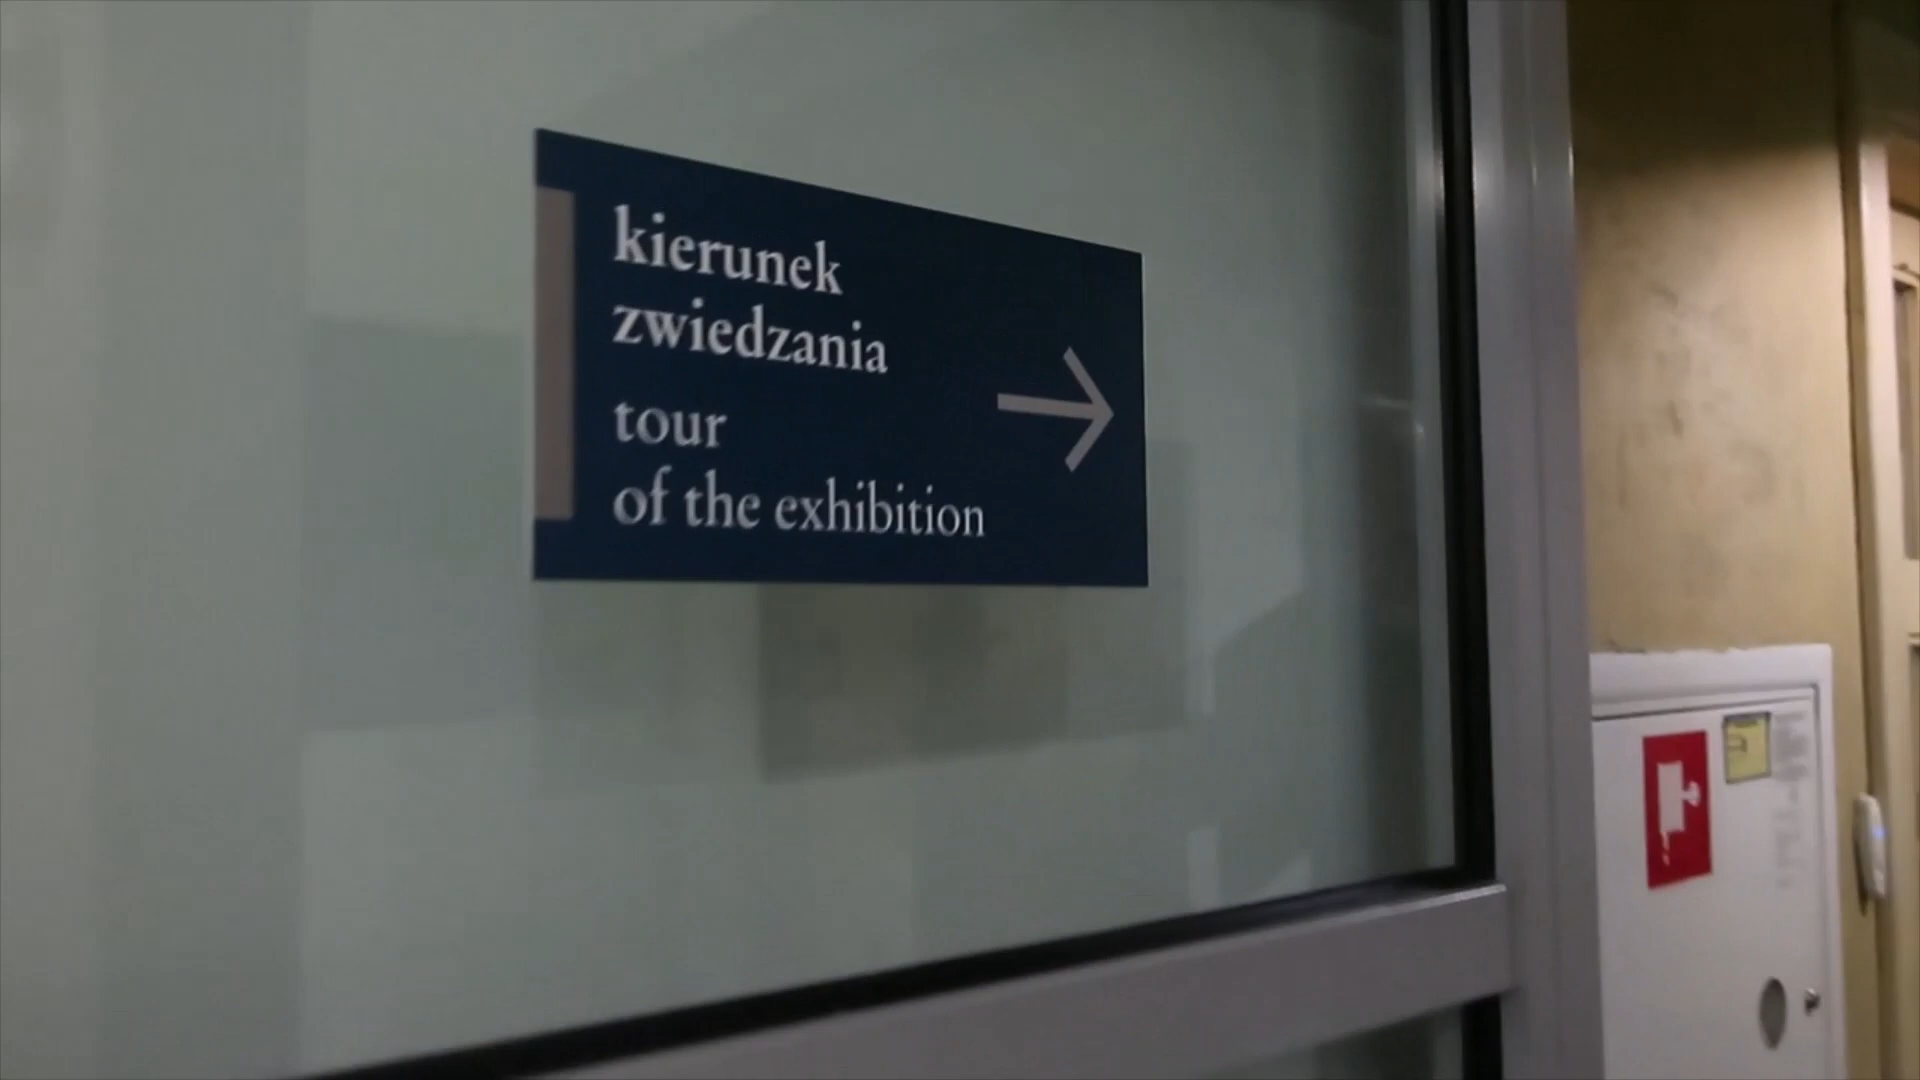 kierunek
zwiedzania
tour
of the exhibition